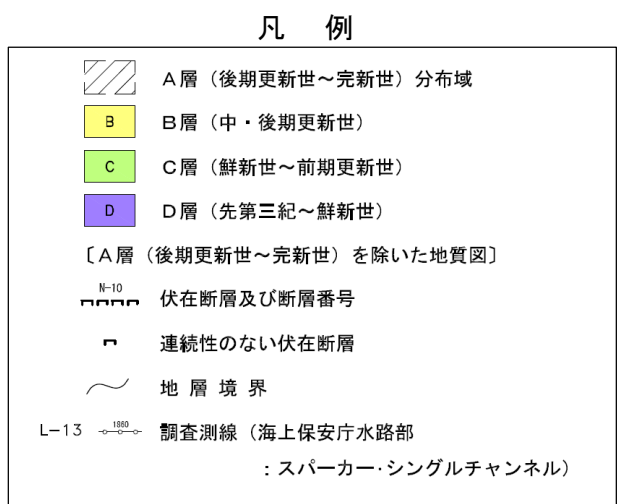 凡 例
A層（後期更新世～完新世）分布域
B B層（中・後期更新世）
C C層（鮮新世～前期更新世）
D D層（先第三紀～鮮新世）
〔A層（後期更新世～完新世）を除いた地質図〕
N-10 伏在断層及び断層番号
連続性のない伏在断層
地層境界
L-13 1860 調査測線（海上保安庁水路部
：スパーカー・シングルチャンネル）